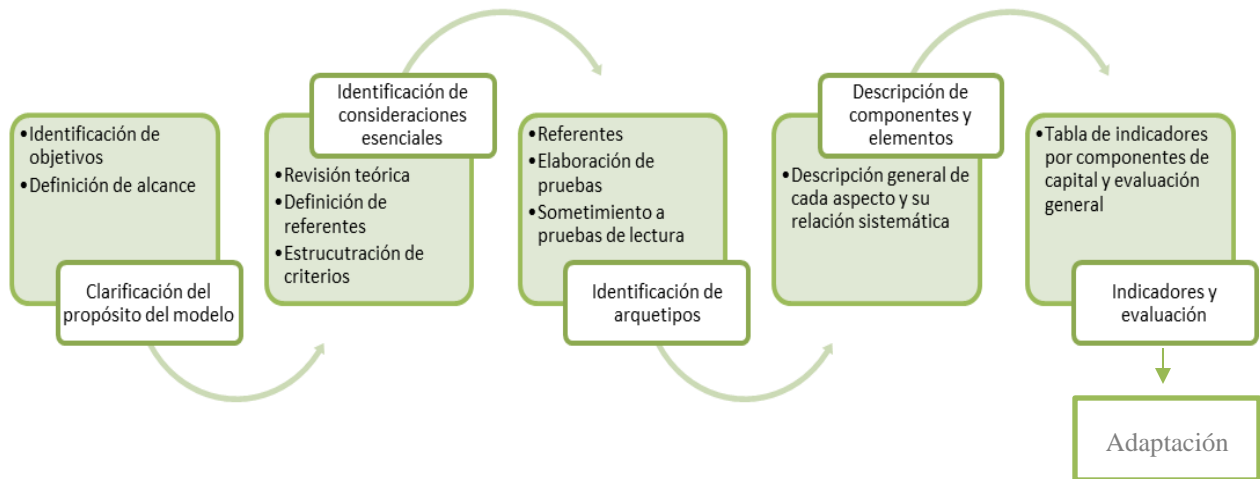 •Identificación de
objetivos
•Definición de alcance
Clarificación del
propósito del modelo
Identificación de
consideraciones
esenciales
•Revisión teórica
•Definición de
referentes
•Estrucutración de
criterios
•Referentes
•Elaboración de
pruebas
•Sometimiento a
pruebas de lectura
Identificación de
arquetipos
Descripción de
componentes y
elementos
•Descripción general de
cada aspecto y su
relación sistemática
•Tabla de indicadores
por componentes de
capital y evaluación
general
Indicadores y
evaluación
Adaptación